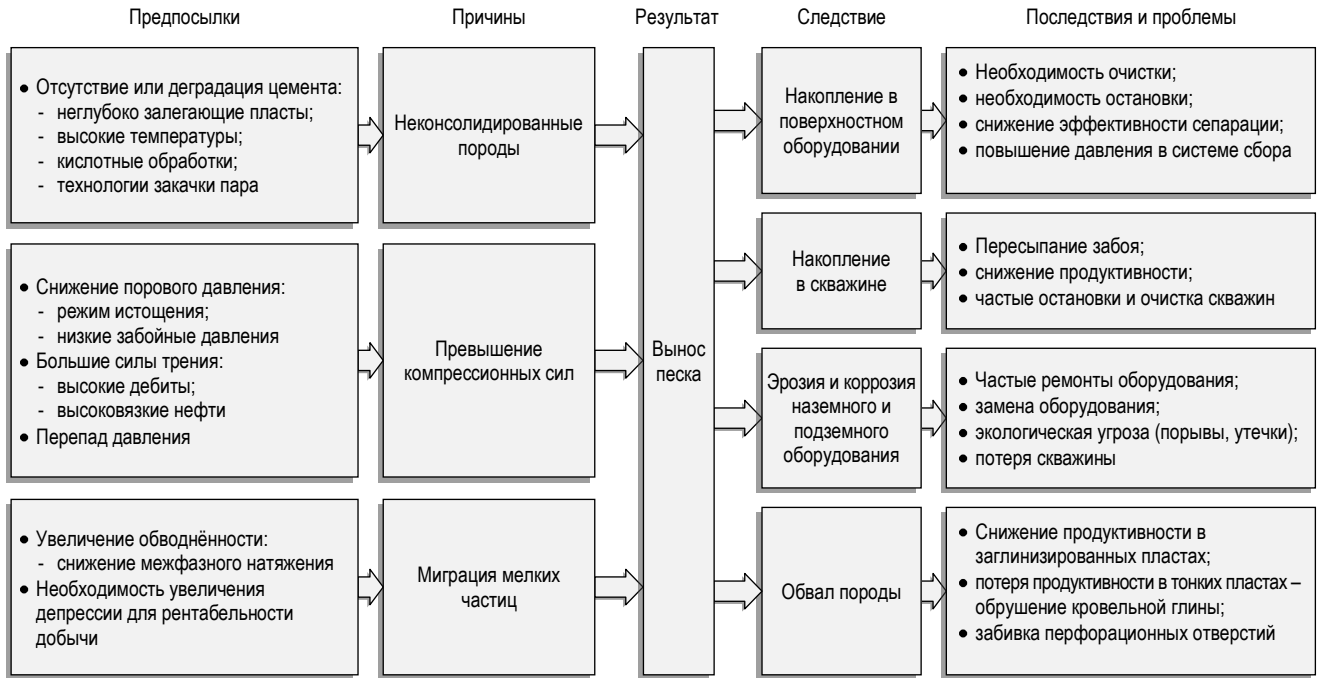 Предпосылки
Причины
Результат
Следствие
Последствия и проблемы
• Отсутствие или деградация цемента:
- неглубоко залегающие пласты;
- высокие температуры;
- кислотные обработки;
- технологии закачки пара
Неконсолидированные
породы
• Снижение порового давления:
- режим истощения;
- низкие забойные давления
• Большие силы трения:
- высокие дебиты;
- высоковязкие нефти
• Перепад давления
Превышение
компрессионных сил
• Увеличение обводнённости:
- снижение межфазного натяжения
• Необходимость увеличения
депрессии для рентабельности
добычи
Миграция мелких
частиц
Вынос
песка
Накопление в
поверхностном
оборудовании
• Необходимость очистки;
• необходимость остановки;
• снижение эффективности сепарации;
• повышение давления в системе сбора
Накопление
в скважине
• Пересыпание забоя;
• снижение продуктивности;
• частые остановки и очистка скважин
Эрозия и коррозия
наземного и
подземного
оборудования
• Частые ремонты оборудования;
• замена оборудования;
• экологическая угроза (порывы, утечки);
• потеря скважины
Обвал породы
• Снижение продуктивности в
заглинизированных пластах;
• потеря продуктивности в тонких пластах –
обрушение кровельной глины;
• забивка перфорационных отверстий